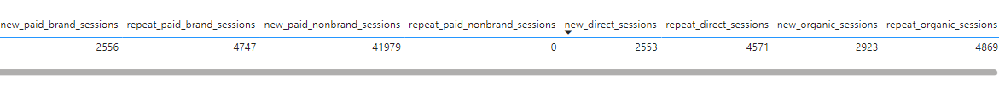 new_paid_brand_sessions repeat_paid_brand_sessions new_paid_nonbrand_sessions repeat_paid_nonbrand_sessions new_direct_sessions repeat_direct_sessions new_organic_sessions repeat_organic_sessions
2556 4747 41979 0 2553 4571 2923 4869